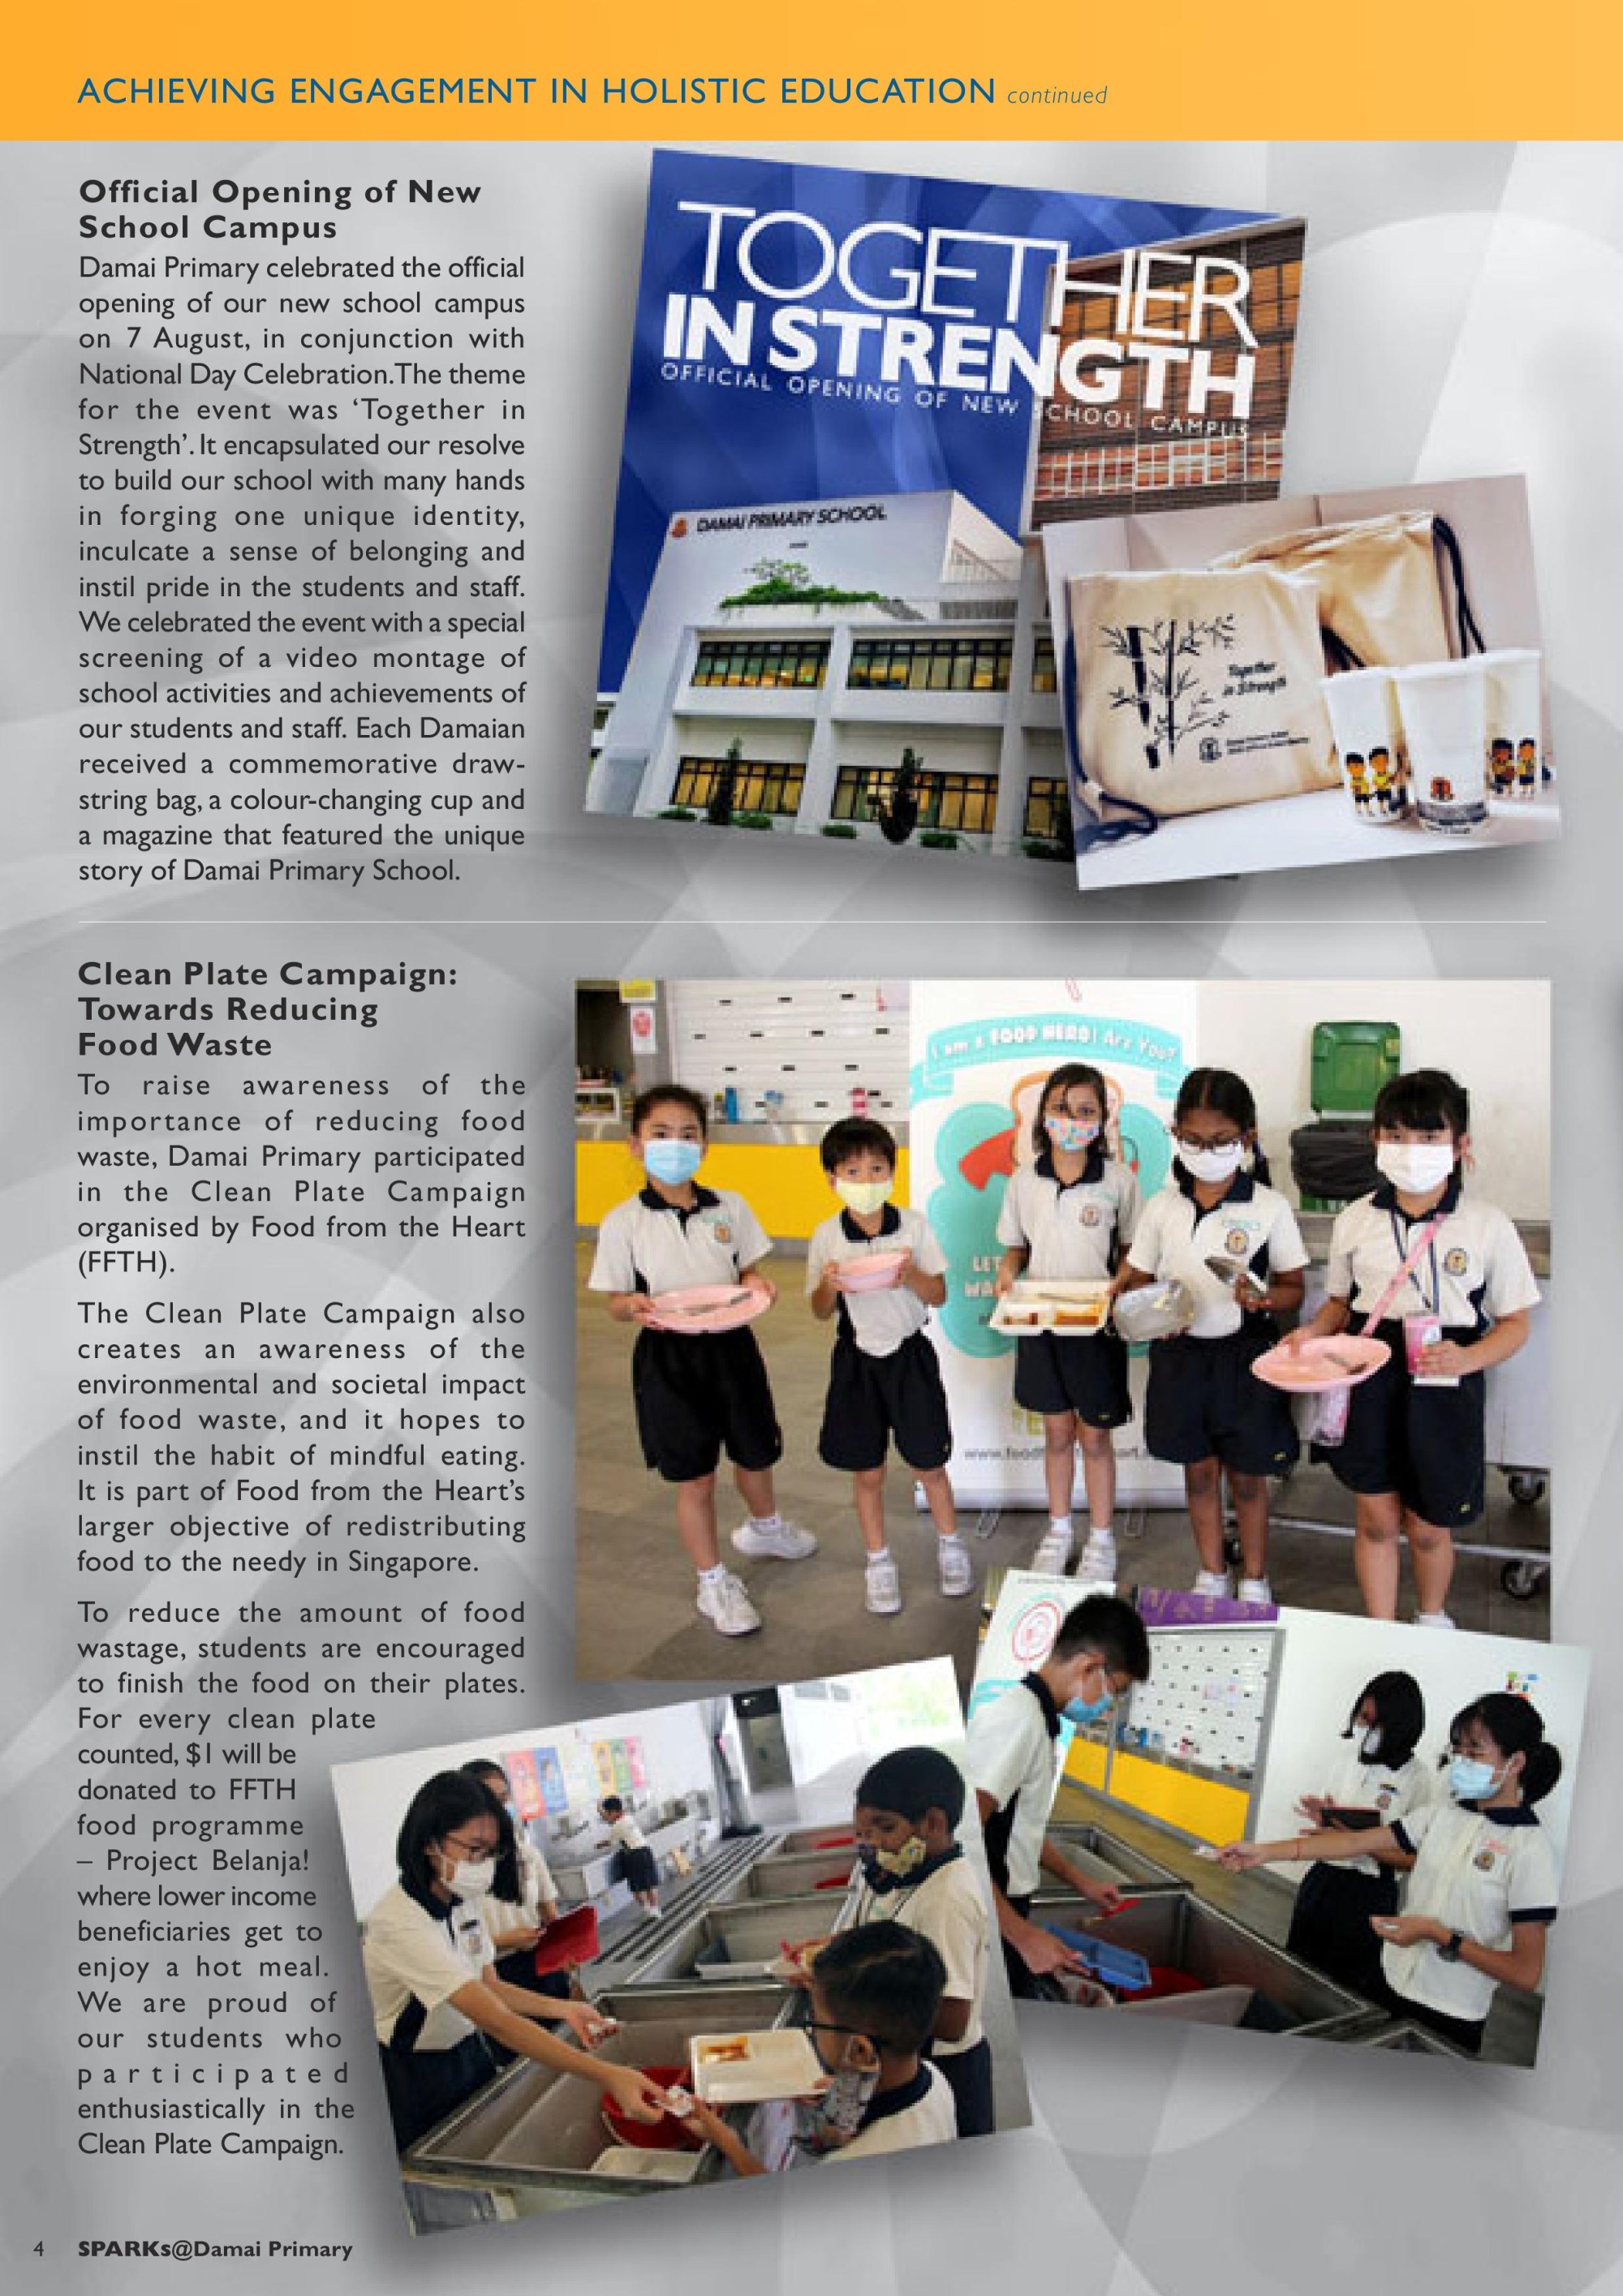 ACHIEVING ENGAGEMENT IN HOLISTIC EDUCATION continued
Official Opening of New
School Campus
Damai Primary celebrated the official
opening of our new school campus
on 7 August, in conjunction with
National Day Celebration.The theme
for the event was ‘Together in
Strength’. It encapsulated our resolve
to build our school with many hands
in forging one unique identity,
inculcate a sense of belonging and
instil pride in the students and staff.
We celebrated the event with a special
screening of a video montage of
school activities and achievements of
our students and staff. Each Damaian
received a commemorative draw-
string bag, a colour-changing cup and
a magazine that featured the unique
story of Damai Primary School.
TOGETHER
IN STRENGTH
OFFICIAL OPENING OF NEW SCHOOL CAMPUS
DAMAI PRIMARY SCHOOL
Together
in Strength
Clean Plate Campaign:
Towards Reducing
Food Waste
To raise awareness of the
importance of reducing food
waste, Damai Primary participated
in the Clean Plate Campaign
organised by Food from the Heart
(FFTH).
The Clean Plate Campaign also
creates an awareness of the
environmental and societal impact
of food waste, and it hopes to
instil the habit of mindful eating.
It is part of Food from the Heart’s
larger objective of redistributing
food to the needy in Singapore.
To reduce the amount of food
wastage, students are encouraged
to finish the food on their plates.
For every clean plate
counted, $1 will be
donated to FFTH
food programme
– Project Belanja!
where lower income
beneficiaries get to
enjoy a hot meal.
We are proud of
our students who
participated
enthusiastically in the
Clean Plate Campaign.
I am a FOOD HERO! Are You?
LET
WA
4 SPARKs@Damai Primary